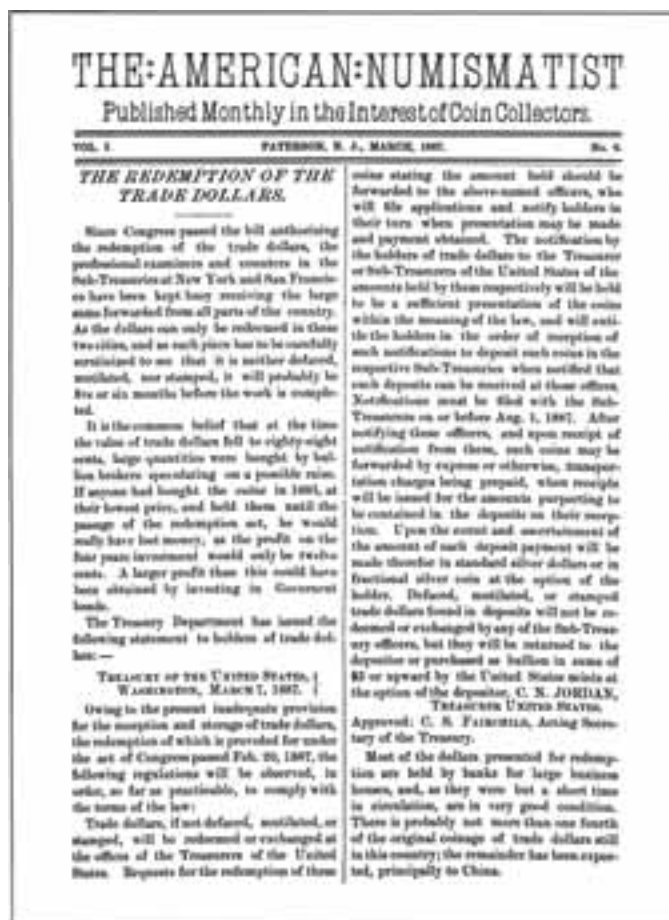 THE:AMERICAN:NUMISMATIST
Published Monthly in the Interest of Coin Collectors.
VOL. I. PATERSON, N. J., MARCH, 1887. No. 6.
THE REDEMPTION OF THE
TRADE DOLLARS.
Since Congress passed the bill authorizing
the redemption of the trade dollars, the
professional examiners and counters in the
Sub-Treasuries at New York and San Francis-
co have been kept busy receiving the large
sums forwarded from all parts of the country.
As the dollars can only be redeemed in these
two cities, and as each piece has to be carefully
scrutinized to see that it is neither defaced,
mutilated, nor stamped, it will probably be
five or six months before the work is comple-
ted.
It is the common belief that at the time
the value of trade dollars fell to eighty-eight
cents, large quantities were bought by bul-
lion brokers speculating on a possible raise.
If anyone had bought the coins in 1883, at
their lowest price, and held them until the
passage of the redemption act, he would
really have lost money, as the profit on the
four years investment would only be twelve
cents. A larger profit than this could have
been obtained by investing in Goverment
bonds.
The Treasury Department has issued the
following statement to holders of trade dol-
lars: —
TREASURY OF THE UNITED STATES,
WASHINGTON, MARCH 7, 1887.
Owing to the present inadequate provision
for the reception and storage of trade dollars,
the redemption of which is provided for under
the act of Congress passed Feb. 20, 1887, the
following regulations will be observed, in
order, so far as practicable, to comply with
the terms of the law:
Trade dollars, if not defaced, mutilated, or
stamped, will be redeemed or exchanged at
the offices of the Treasurers of the United
States. Requests for the redemption of these
coins stating the amount held should be
forwarded to the above-named officers, who
will file applications and notify holders in
their turn when presentation may be made
and payment obtained. The notification by
the holders of trade dollars to the Treasurer
or Sub-Treasurers of the United States of the
amounts held by them respectively will be held
to be a sufficient presentation of the coins
within the meaning of the law, and will enti-
tle the holders in the order of reception of
such notifications to deposit such coins in the
respective Sub-Treasuries when notified that
such deposits can be received at those offices.
Notifications must be filed with the Sub-
Treasurers on or before Aug. 1, 1887. After
notifying these officers, and upon receipt of
notification from them, such coins may be
forwarded by express or otherwise, transpor-
tation charges being prepaid, when receipts
will be issued for the amounts purporting to
be contained in the deposits on their recep-
tion. Upon the count and ascertainment of
the amount of each deposit payment will be
made therefor in standard silver dollars or in
fractional silver coin at the option of the
holder. Defaced, mutilated, or stamped
trade dollars found in deposits will not be re-
deemed or exchanged by any of the Sub-Treas-
ury officers, but they will be returned to the
depositor or purchased as bullion in sums of
$3 or upward by the United States mints at
the option of the depositor. C. N. JORDAN,
TREASURER UNITED STATES.
Approved: C. S. FAIRCHILD, Acting Secre-
tary of the Treasury.
Most of the dollars presented for redemp-
tion are held by banks for large business
houses, and, as they were but a short time
in circulation, are in very good condition.
There is probably not more than one fourth
of the original coinage of trade dollars still
in this country; the remainder has been expor-
ted, principally to China.